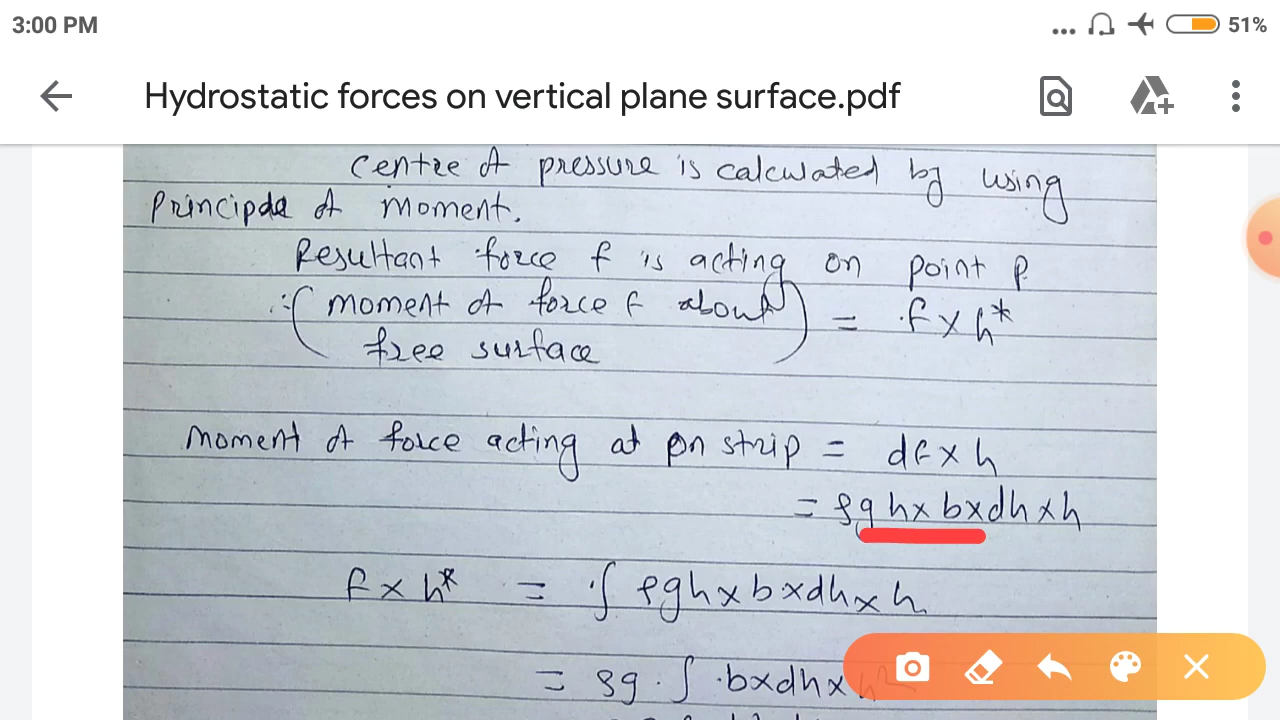 3:00 PM
... 51%
Hydrostatic forces on vertical plane surface.pdf
Centre of pressure is calculated by using
Principle of moment.
Resultant force F is acting on point P.
∴ ( moment of force F about ) = F x h*
free surface
Moment of force acting at on strip = dF x h
= ρgh x b x dh x h
F x h* = ∫ ρgh x b x dh x h
= ρg . ∫ . b x dh x h²